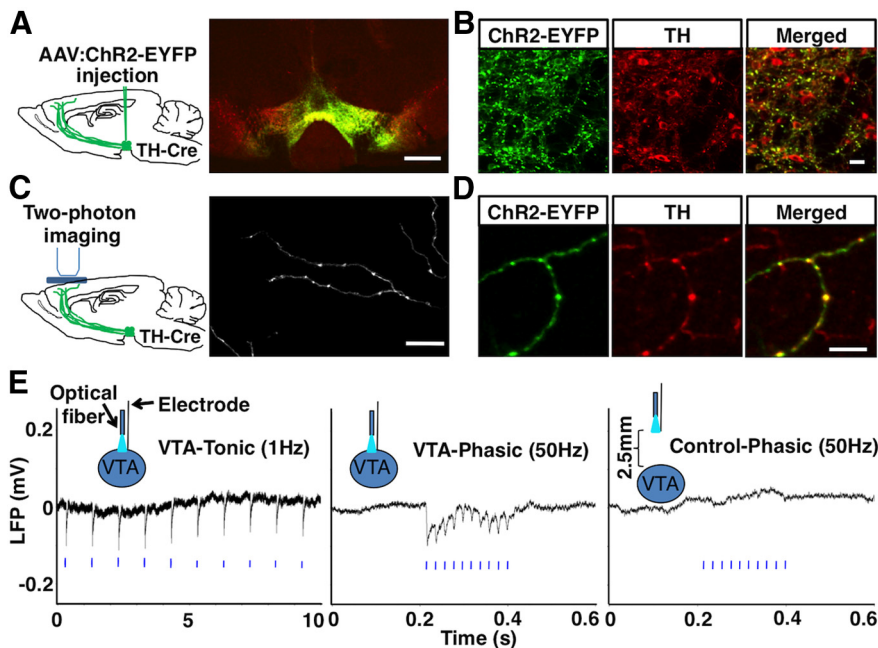 A
AAV:ChR2-EYFP
injection
TH-Cre
B
ChR2-EYFP
TH
Merged
C
Two-photon
imaging
TH-Cre
D
ChR2-EYFP
TH
Merged
E
Optical
fiber
Electrode
VTA
VTA-Tonic (1Hz)
VTA
VTA-Phasic (50Hz)
2.5mm
VTA
Control-Phasic (50Hz)
LFP (mV)
0.2
0
-0.2
0 5 10
0 0.2 0.4 0.6
0 0.2 0.4 0.6
Time (s)